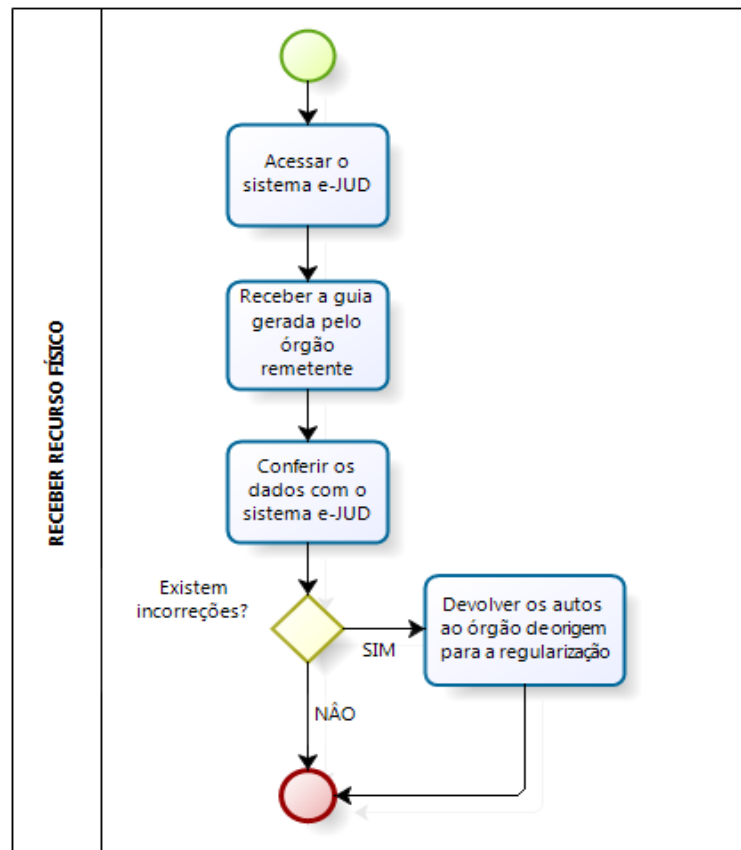 RECEBER RECURSO FÍSICO
Acessar o
sistema e-JUD
Receber a guia
gerada pelo
órgão
remetente
Conferir os
dados com o
sistema e-JUD
Existem
incorreções?
SIM
Devolver os autos
ao órgão de origem
para a regularização
NÂO